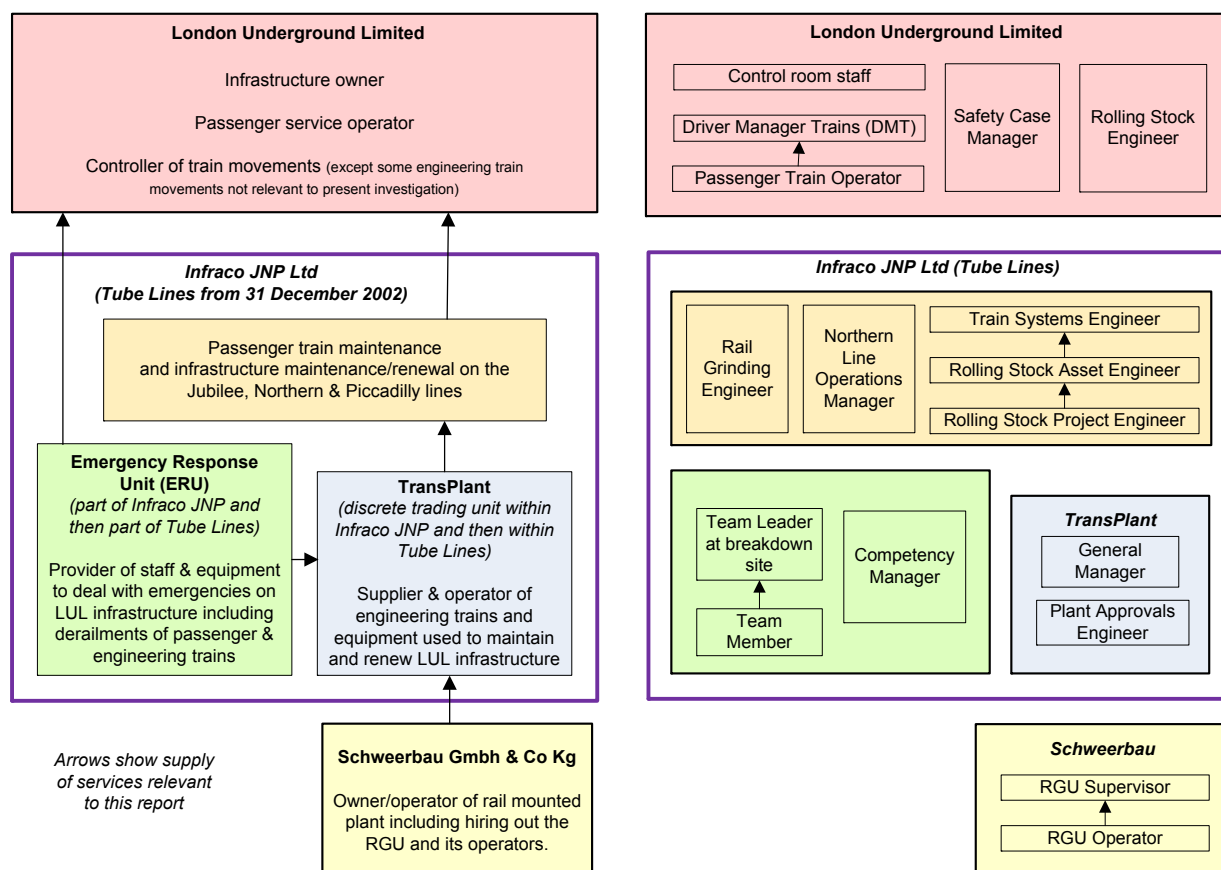 London Underground Limited
Infrastructure owner
Passenger service operator
Controller of train movements (except some engineering train
movements not relevant to present investigation)
Infraco JNP Ltd
(Tube Lines from 31 December 2002)
Passenger train maintenance
and infrastructure maintenance/renewal on the
Jubilee, Northern & Piccadilly lines
Emergency Response
Unit (ERU)
(part of Infraco JNP and
then part of Tube Lines)
Provider of staff & equipment
to deal with emergencies on
LUL infrastructure including
derailments of passenger &
engineering trains
TransPlant
(discrete trading unit within
Infraco JNP and then within
Tube Lines)
Supplier & operator of
engineering trains and
equipment used to maintain
and renew LUL infrastructure
Arrows show supply
of services relevant
to this report
Schweerbau Gmbh & Co Kg
Owner/operator of rail mounted
plant including hiring out the
RGU and its operators.
London Underground Limited
Control room staff
Driver Manager Trains (DMT)
Passenger Train Operator
Safety Case
Manager
Rolling Stock
Engineer
Infraco JNP Ltd (Tube Lines)
Rail
Grinding
Engineer
Northern
Line
Operations
Manager
Train Systems Engineer
Rolling Stock Asset Engineer
Rolling Stock Project Engineer
Team Leader
at breakdown
site
Team
Member
Competency
Manager
TransPlant
General
Manager
Plant Approvals
Engineer
Schweerbau
RGU Supervisor
RGU Operator